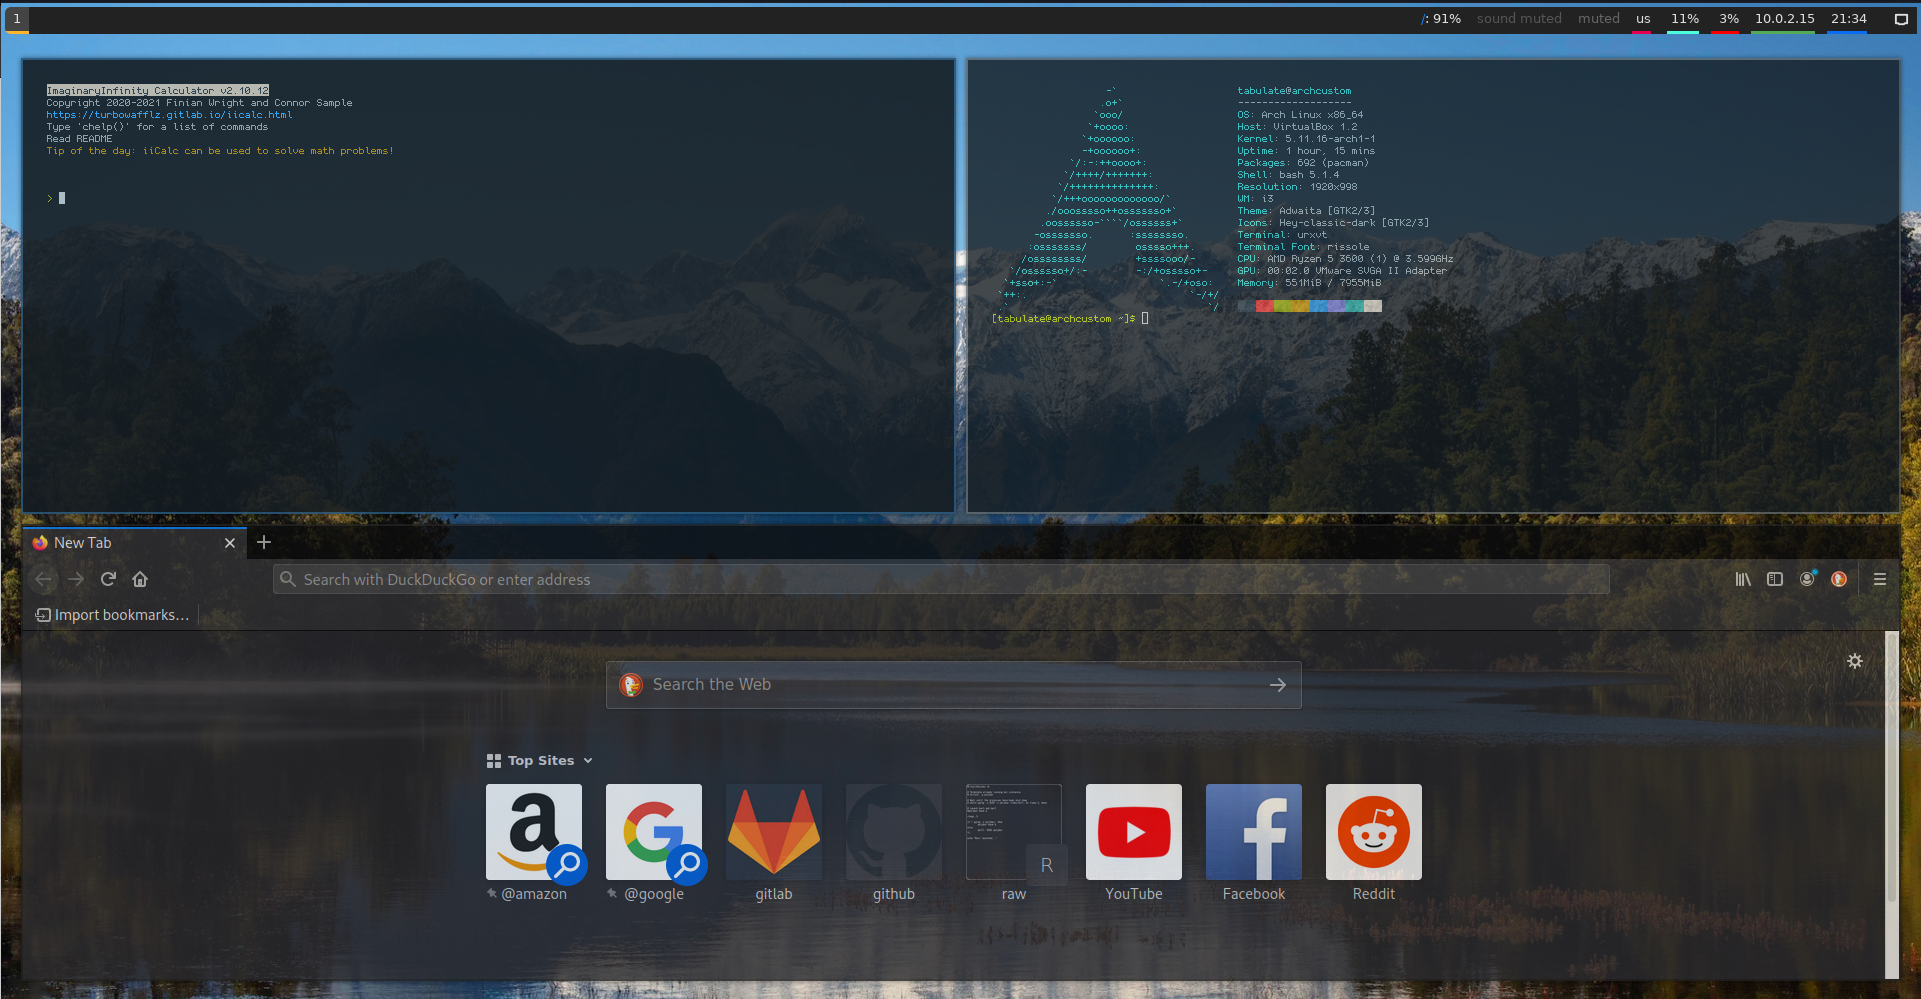 1
/: 91% sound muted muted us 11% 3% 10.0.2.15 21:34
ImaginaryInfinity Calculator v2.10.12
Copyright 2020-2021 Finian Wright and Connor Sample
https://turbowafflz.gitlab.io/iicalc.html
Type 'chelp()' for a list of commands
Read README
Tip of the day: iiCalc can be used to solve math problems!
>
tabulate@archcustom
-------------------
OS: Arch Linux x86_64
Host: VirtualBox 1.2
Kernel: 5.11.16-arch1-1
Uptime: 1 hour, 15 mins
Packages: 692 (pacman)
Shell: bash 5.1.4
Resolution: 1920x998
WM: i3
Theme: Adwaita [GTK2/3]
Icons: Hey-classic-dark [GTK2/3]
Terminal: urxvt
Terminal Font: rissole
CPU: AMD Ryzen 5 3600 (1) @ 3.599GHz
GPU: 00:02.0 VMware SVGA II Adapter
Memory: 551MiB / 7955MiB
[tabulate@archcustom ~]$
New Tab
Search with DuckDuckGo or enter address
Import bookmarks...
Search the Web
Top Sites
R
@amazon
@google
gitlab
github
raw
YouTube
Facebook
Reddit